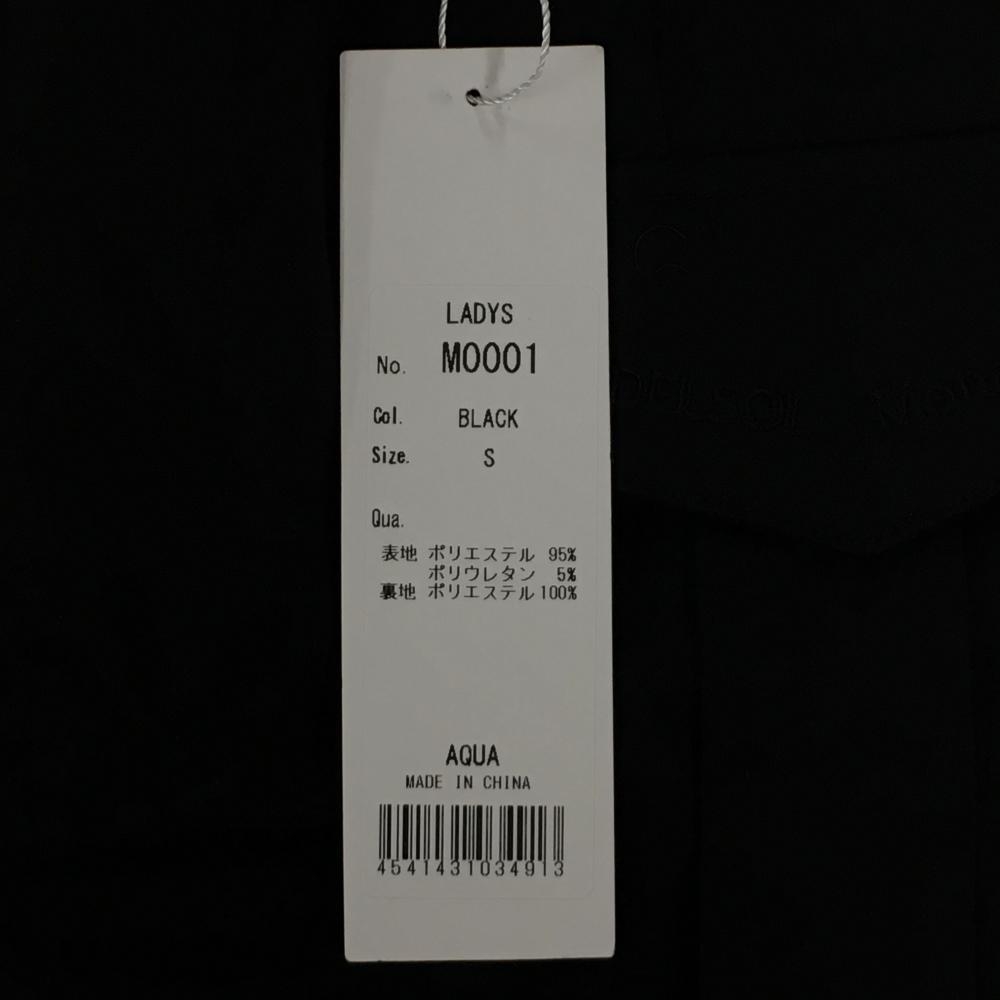 LADYS
No. M0001
Col. BLACK
Size. S
Qua.
表地 ポリエステル 95%
ポリウレタン 5%
裏地 ポリエステル 100%
AQUA
MADE IN CHINA
4541431034913